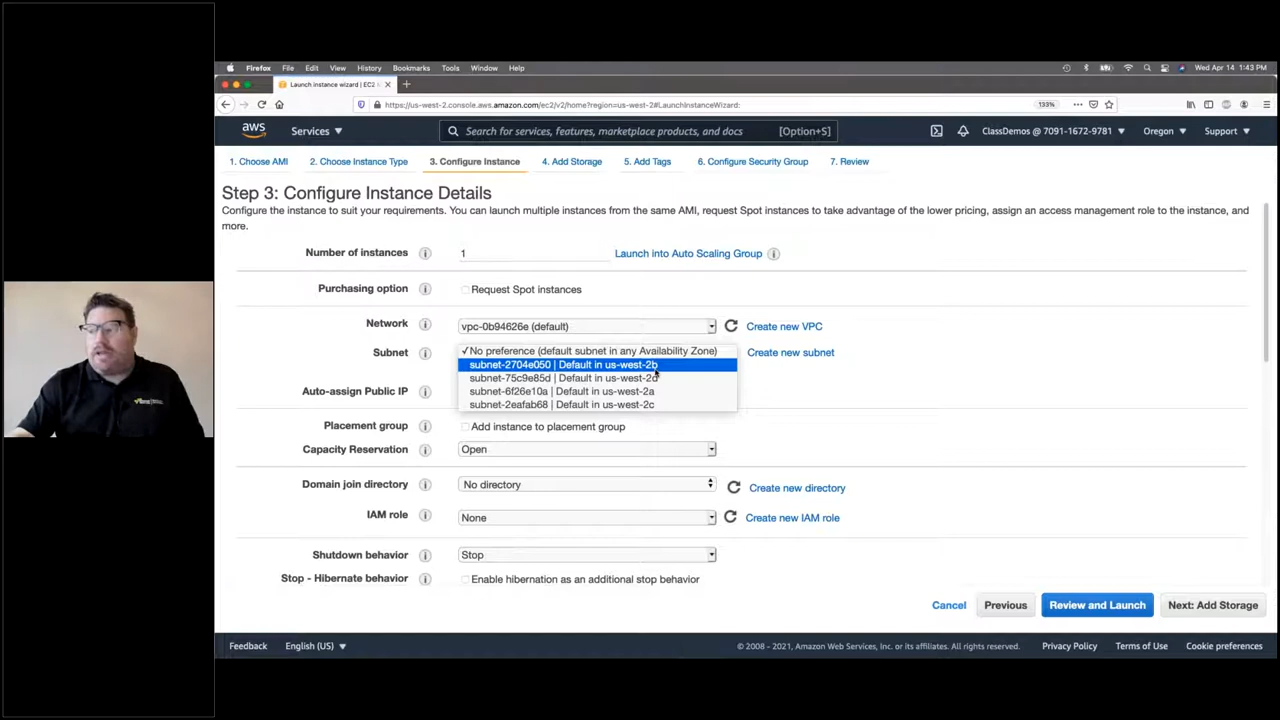 Firefox File Edit View History Bookmarks Tools Window Help Wed Apr 14 1:43 PM
Launch instance wizard | EC2
https://us-west-2.console.aws.amazon.com/ec2/v2/home?region=us-west-2#LaunchInstanceWizard: 133%
aws Services Search for services, features, marketplace products, and docs [Option+S] ClassDemos @ 7091-1672-9781 Oregon Support
1. Choose AMI 2. Choose Instance Type 3. Configure Instance 4. Add Storage 5. Add Tags 6. Configure Security Group 7. Review
Step 3: Configure Instance Details
Configure the instance to suit your requirements. You can launch multiple instances from the same AMI, request Spot instances to take advantage of the lower pricing, assign an access management role to the instance, and
more.
Number of instances 1 Launch into Auto Scaling Group
Purchasing option Request Spot instances
Network vpc-0b94626e (default) Create new VPC
Subnet ✓No preference (default subnet in any Availability Zone) Create new subnet
subnet-2704e050 | Default in us-west-2b
subnet-75c9e85d | Default in us-west-2d
Auto-assign Public IP subnet-6f26e10a | Default in us-west-2a
subnet-2eafab68 | Default in us-west-2c
Placement group Add instance to placement group
Capacity Reservation Open
Domain join directory No directory Create new directory
IAM role None Create new IAM role
Shutdown behavior Stop
Stop - Hibernate behavior Enable hibernation as an additional stop behavior
Cancel Previous Review and Launch Next: Add Storage
Feedback English (US) © 2008 - 2021, Amazon Web Services, Inc. or its affiliates. All rights reserved. Privacy Policy Terms of Use Cookie preferences